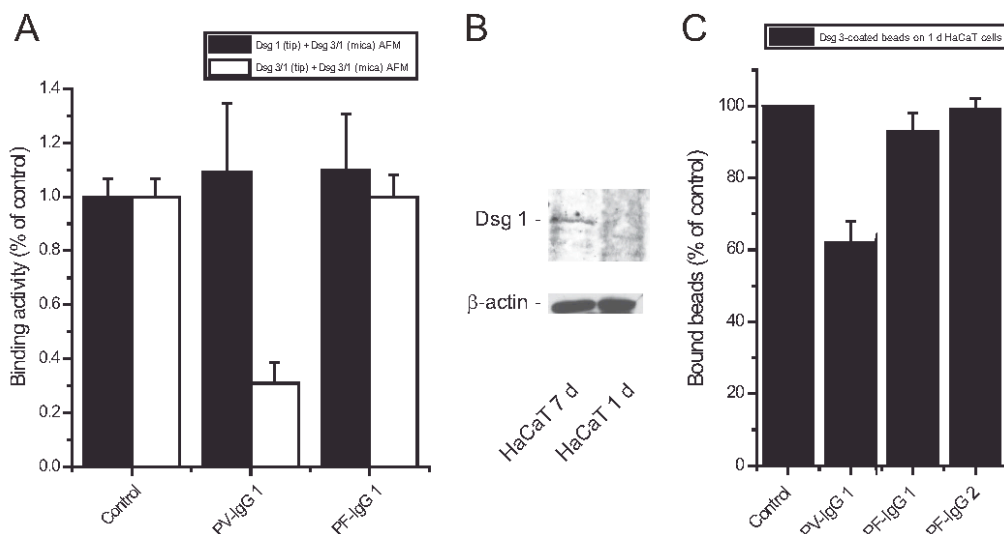 A
Dsg 1 (tip) + Dsg 3/1 (mica) AFM
Dsg 3/1 (tip) + Dsg 3/1 (mica) AFM
Binding activity (% of control)
1.4
1.2
1.0
0.8
0.6
0.4
0.2
0.0
Control
PV-IgG 1
PF-IgG 1
B
Dsg 1 -
β-actin -
HaCaT 7 d
HaCaT 1 d
C
Dsg 3-coated beads on 1 d HaCaT cells
Bound beads (% of control)
100
80
60
40
20
0
Control
PV-IgG 1
PF-IgG 1
PF-IgG 2